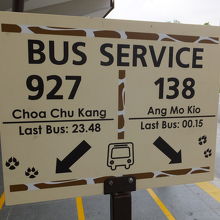 BUS SERVICE
927 138
Choa Chu Kang Ang Mo Kio
Last Bus: 23.48 Last Bus: 00.15